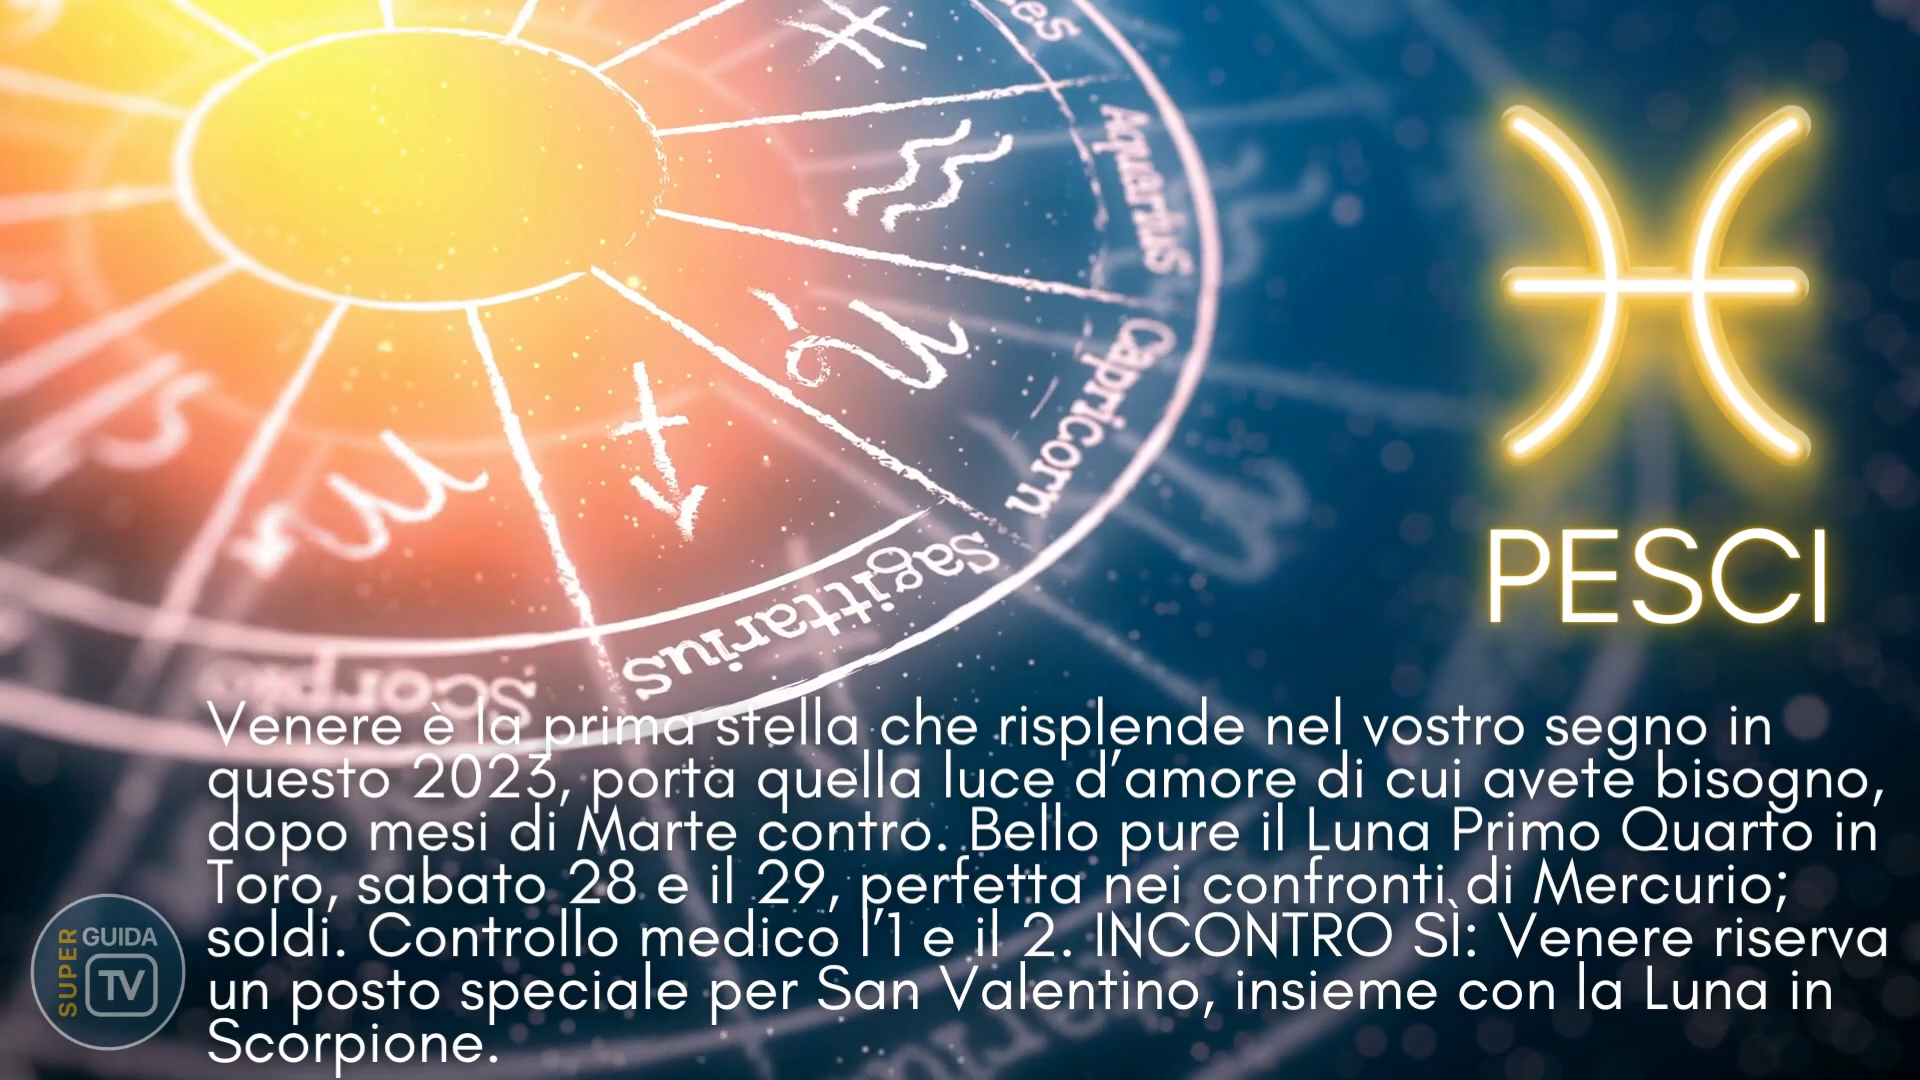 Aquarius
Capricorn
Sagittarius
Scorpio
PESCI
Venere è la prima stella che risplende nel vostro segno in
questo 2023, porta quella luce d’amore di cui avete bisogno,
dopo mesi di Marte contro. Bello pure il Luna Primo Quarto in
Toro, sabato 28 e il 29, perfetta nei confronti di Mercurio;
soldi. Controllo medico l’1 e il 2. INCONTRO SÌ: Venere riserva
un posto speciale per San Valentino, insieme con la Luna in
Scorpione.
SUPER
GUIDA
TV